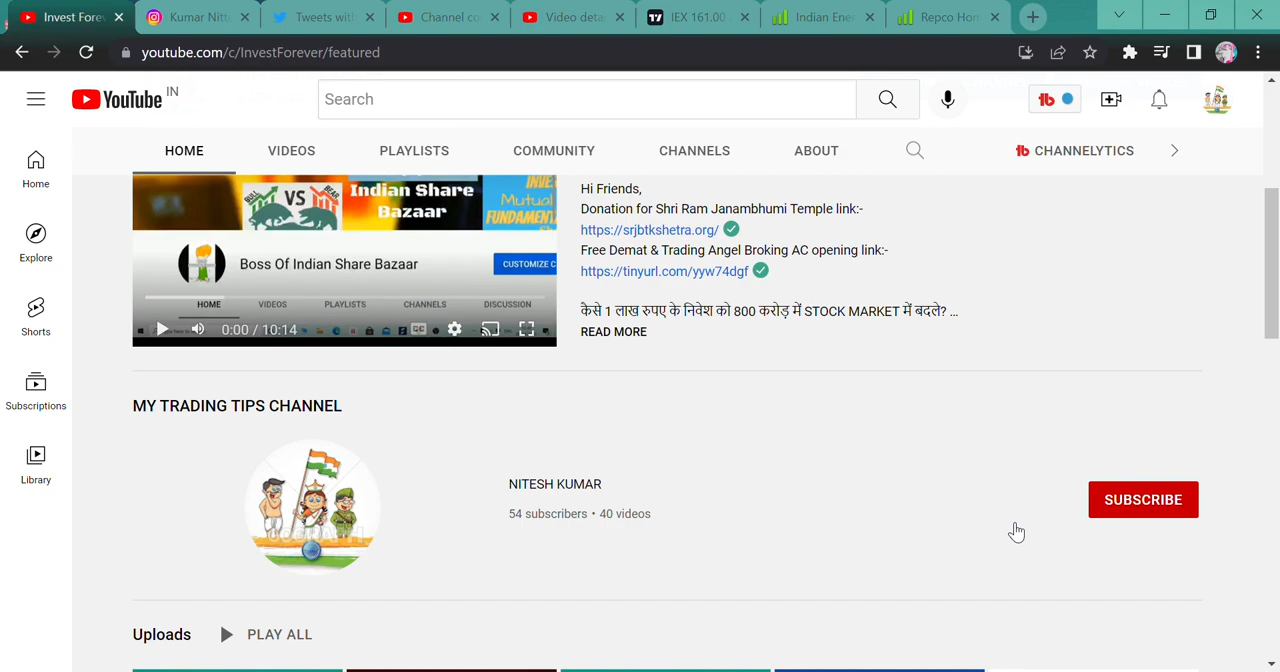 Invest Forev
Kumar Nitt
Tweets with
Channel co
Video deta
IEX 161.00
Indian Ener
Repco Hom
youtube.com/c/InvestForever/featured
YouTube IN
Search
Home
Explore
Shorts
Subscriptions
Library
HOME
VIDEOS
PLAYLISTS
COMMUNITY
CHANNELS
ABOUT
CHANNELYTICS
VS
Indian Share
Bazaar
Mutual
FUNDAMENT
Boss Of Indian Share Bazaar
CUSTOMIZE C
HOME
VIDEOS
PLAYLISTS
CHANNELS
DISCUSSION
0:00 / 10:14
Hi Friends,
Donation for Shri Ram Janambhumi Temple link:-
https://srjbtkshetra.org/
Free Demat & Trading Angel Broking AC opening link:-
https://tinyurl.com/yyw74dgf
कैसे 1 लाख रुपए के निवेश को 800 करोड़ में STOCK MARKET में बदले? ...
READ MORE
MY TRADING TIPS CHANNEL
NITESH KUMAR
54 subscribers • 40 videos
SUBSCRIBE
Uploads
PLAY ALL